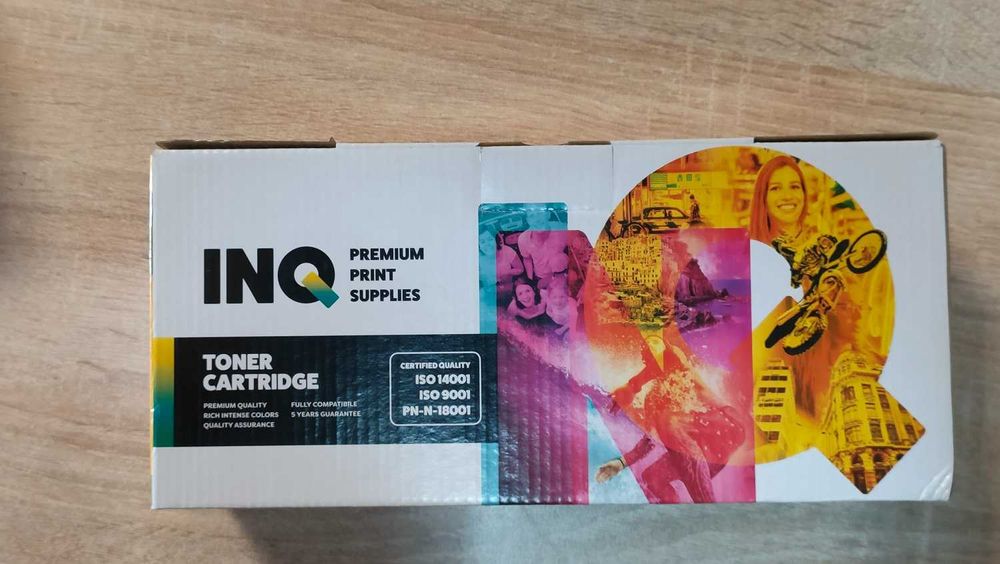 INQ
PREMIUM
PRINT
SUPPLIES
TONER
CARTRIDGE
PREMIUM QUALITY
RICH INTENSE COLORS
QUALITY ASSURANCE
FULLY COMPATIBILE
5 YEARS GUARANTEE
CERTIFIED QUALITY
ISO 14001
ISO 9001
PN-N-18001